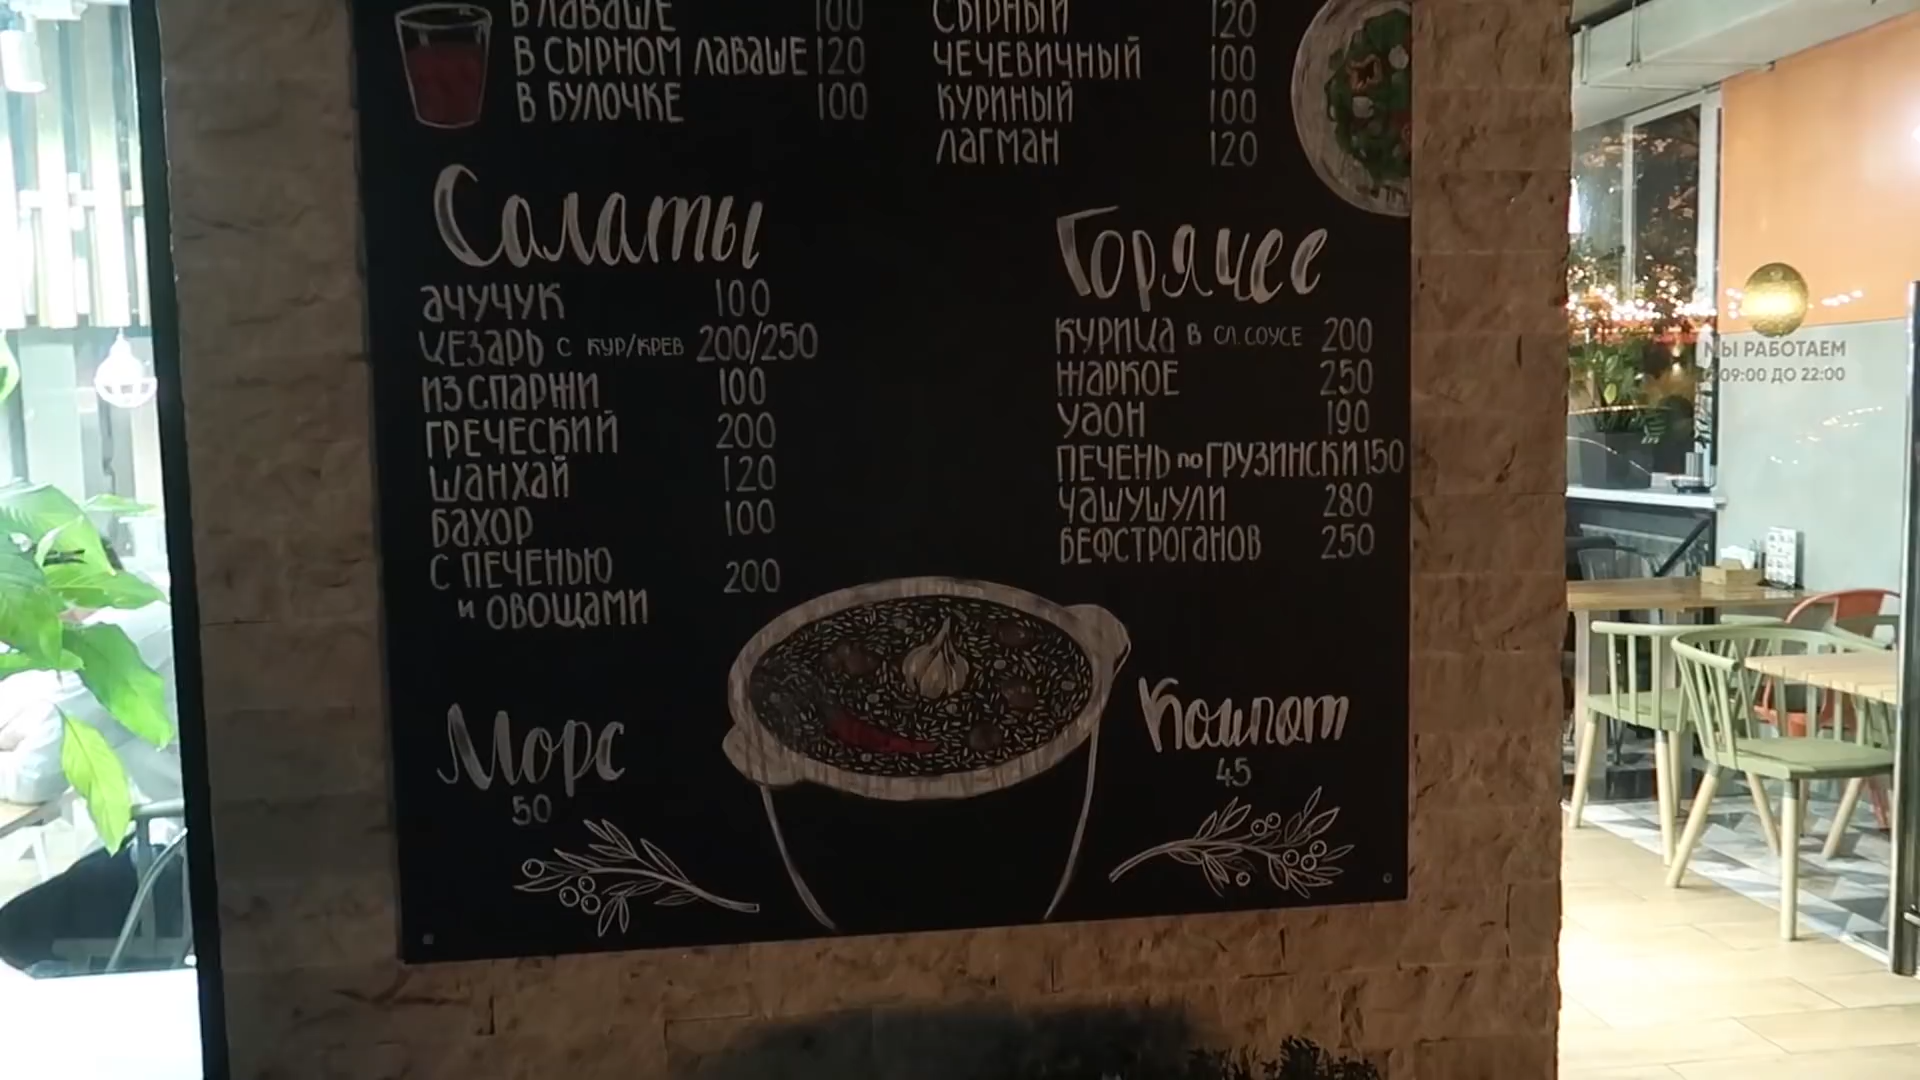 В ЛАВАШЕ 100
В СЫРНОМ ЛАВАШЕ 120
В БУЛОЧКЕ 100
СЫРНЫЙ 120
ЧЕЧЕВИЧНЫЙ 100
КУРИНЫЙ 100
ЛАГМАН 120
Салаты
АЧУЧУК 100
ЦЕЗАРЬ С КУР/КРЕВ 200/250
ИЗ СПАРЖИ 100
ГРЕЧЕСКИЙ 200
ШАНХАЙ 120
БАХОР 100
С ПЕЧЕНЬЮ
И ОВОЩАМИ 200
Горячее
КУРИЦА В СЛ. СОУСЕ 200
ЖАРКОЕ 250
УДОН 190
ПЕЧЕНЬ ПО ГРУЗИНСКИ 150
ЧАШУШУЛИ 280
БЕФСТРОГАНОВ 250
Морс
50
Компот
45
МЫ РАБОТАЕМ
09:00 ДО 22:00